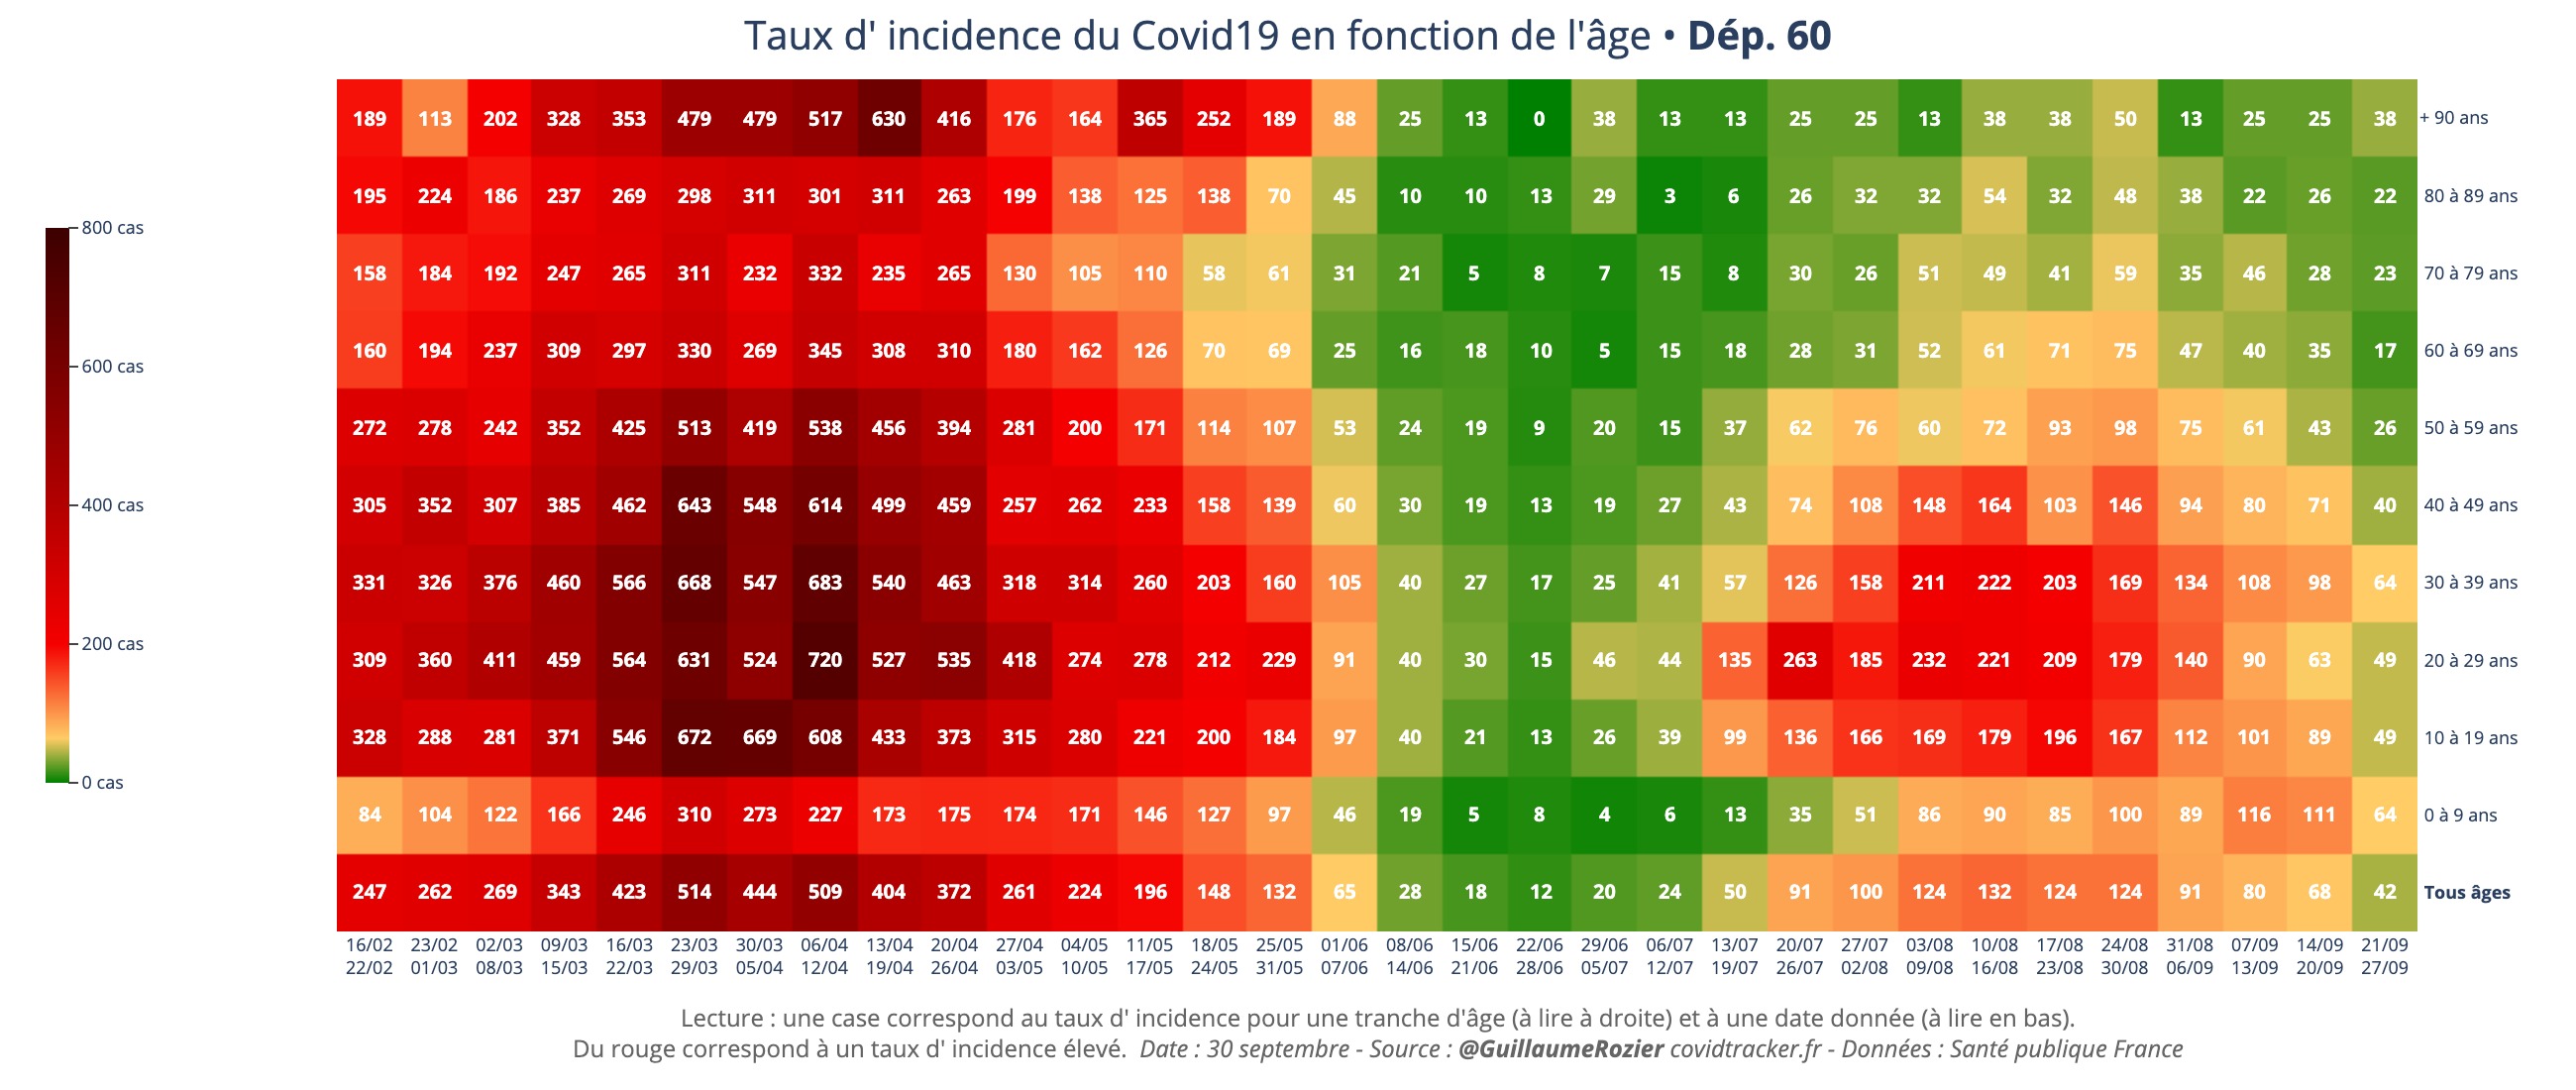 Taux d' incidence du Covid19 en fonction de l'âge • Dép. 60
800 cas
600 cas
400 cas
200 cas
0 cas
189 113 202 328 353 479 479 517 630 416 176 164 365 252 189 88 25 13 0 38 13 13 25 25 13 38 38 50 13 25 25 38 + 90 ans
195 224 186 237 269 298 311 301 311 263 199 138 125 138 70 45 10 10 13 29 3 6 26 32 32 54 32 48 38 22 26 22 80 à 89 ans
158 184 192 247 265 311 232 332 235 265 130 105 110 58 61 31 21 5 8 7 15 8 30 26 51 49 41 59 35 46 28 23 70 à 79 ans
160 194 237 309 297 330 269 345 308 310 180 162 126 70 69 25 16 18 10 5 15 18 28 31 52 61 71 75 47 40 35 17 60 à 69 ans
272 278 242 352 425 513 419 538 456 394 281 200 171 114 107 53 24 19 9 20 15 37 62 76 60 72 93 98 75 61 43 26 50 à 59 ans
305 352 307 385 462 643 548 614 499 459 257 262 233 158 139 60 30 19 13 19 27 43 74 108 148 164 103 146 94 80 71 40 40 à 49 ans
331 326 376 460 566 668 547 683 540 463 318 314 260 203 160 105 40 27 17 25 41 57 126 158 211 222 203 169 134 108 98 64 30 à 39 ans
309 360 411 459 564 631 524 720 527 535 418 274 278 212 229 91 40 30 15 46 44 135 263 185 232 221 209 179 140 90 63 49 20 à 29 ans
328 288 281 371 546 672 669 608 433 373 315 280 221 200 184 97 40 21 13 26 39 99 136 166 169 179 196 167 112 101 89 49 10 à 19 ans
84 104 122 166 246 310 273 227 173 175 174 171 146 127 97 46 19 5 8 4 6 13 35 51 86 90 85 100 89 116 111 64 0 à 9 ans
247 262 269 343 423 514 444 509 404 372 261 224 196 148 132 65 28 18 12 20 24 50 91 100 124 132 124 124 91 80 68 42 Tous âges
16/02 23/02 02/03 09/03 16/03 23/03 30/03 06/04 13/04 20/04 27/04 04/05 11/05 18/05 25/05 01/06 08/06 15/06 22/06 29/06 06/07 13/07 20/07 27/07 03/08 10/08 17/08 24/08 31/08 07/09 14/09 21/09
22/02 01/03 08/03 15/03 22/03 29/03 05/04 12/04 19/04 26/04 03/05 10/05 17/05 24/05 31/05 07/06 14/06 21/06 28/06 05/07 12/07 19/07 26/07 02/08 09/08 16/08 23/08 30/08 06/09 13/09 20/09 27/09
Lecture : une case correspond au taux d' incidence pour une tranche d'âge (à lire à droite) et à une date donnée (à lire en bas).
Du rouge correspond à un taux d' incidence élevé. Date : 30 septembre - Source : @GuillaumeRozier covidtracker.fr - Données : Santé publique France